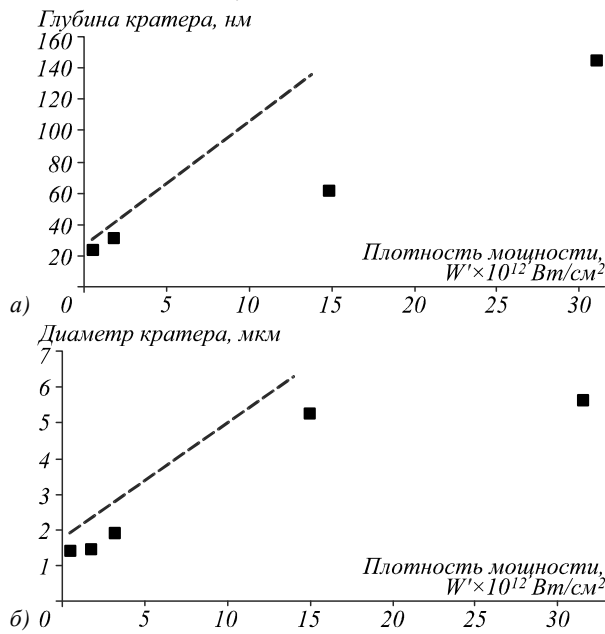 Глубина кратера, нм
160
140
120
100
80
60
40
20
Плотность мощности,
W'×10¹² Вт/см²
а) 0 5 10 15 20 25 30
Диаметр кратера, мкм
7
6
5
4
3
2
1
Плотность мощности,
W'×10¹² Вт/см²
б) 0 5 10 15 20 25 30